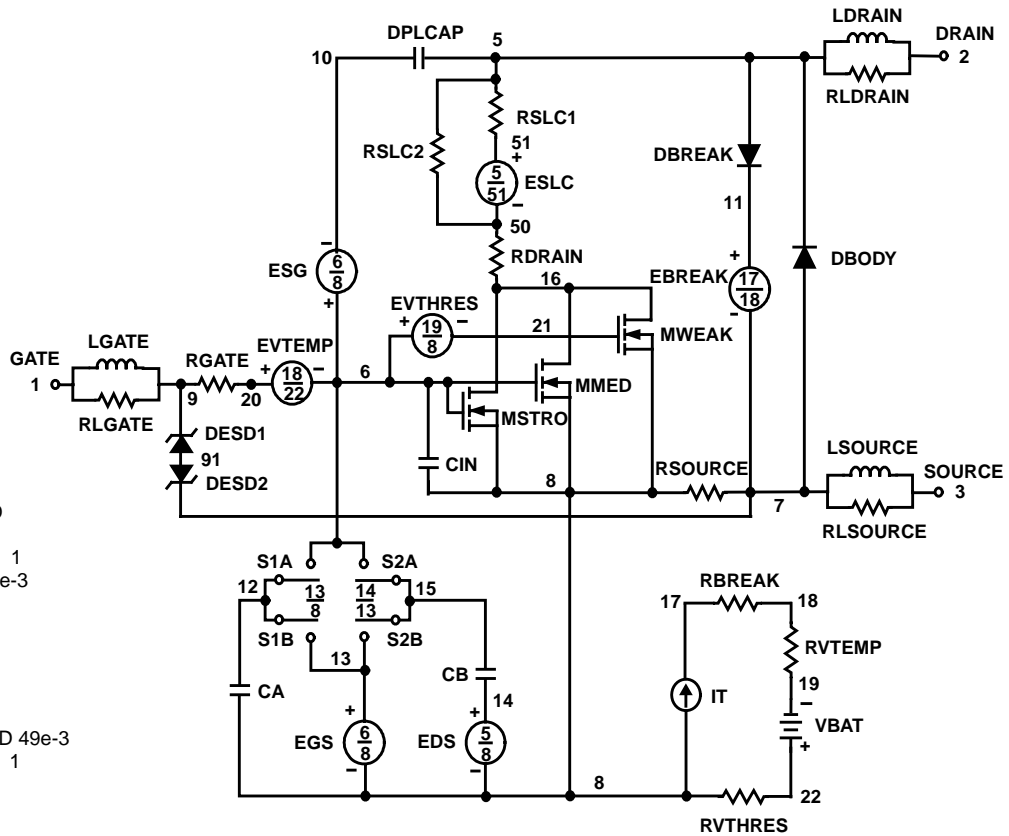 LDRAIN
DPLCAP
5
DRAIN
10
2
RLDRAIN
RSLC1
51
RSLC2
+
5
51
ESLC
DBREAK
−
50
11
−
RDRAIN
6
8
ESG
16
+
DBODY
EBREAK
17
18
+
EVTHRES
+
−
19
8
21
MWEAK
−
LGATE
EVTEMP
GATE
RGATE
+
−
6
18
22
MMED
1
9
20
RLGATE
MSTRO
DESD1
LSOURCE
91
CIN
SOURCE
DESD2
8
RSOURCE
7
3
RLSOURCE
D
1
e-3
S1A
S2A
12
13
8
14
13
15
RBREAK
17
18
S1B
S2B
RVTEMP
13
CB
19
CA
14
IT
−
D 49e-3
+
+
VBAT
1
EGS
6
8
EDS
5
8
+
−
−
8
22
RVTHRES